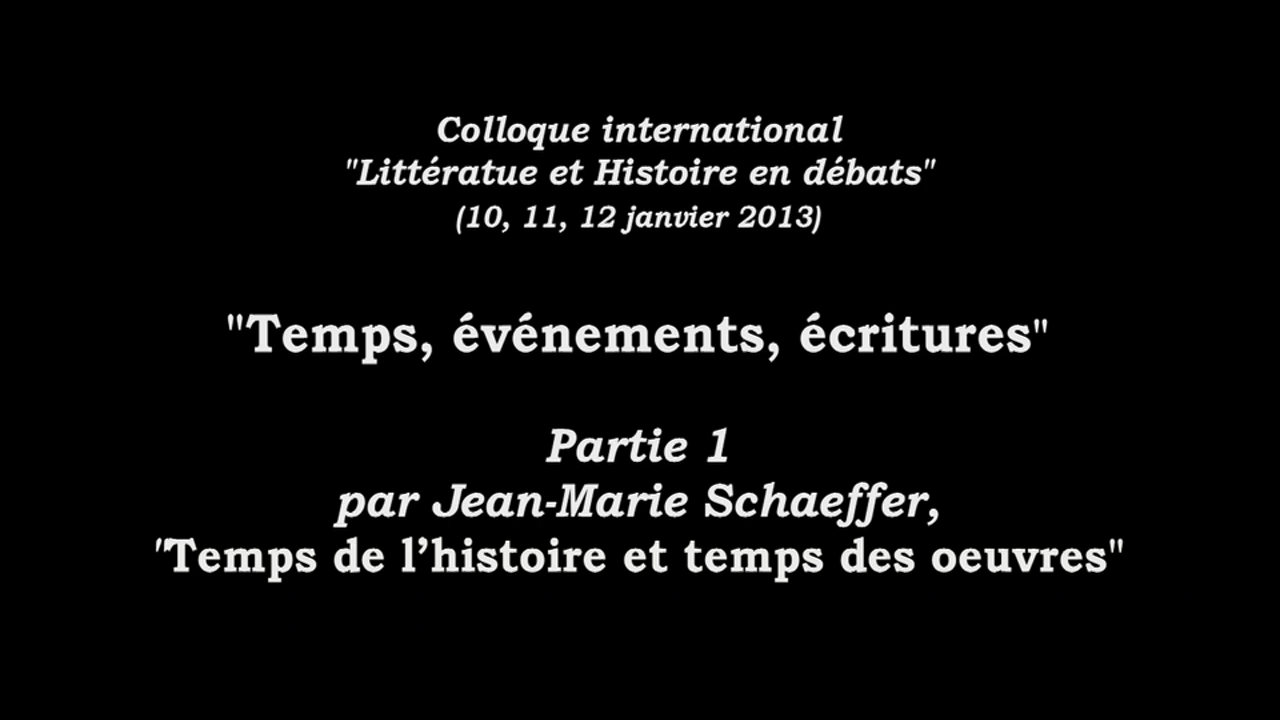 Colloque international
"Littératue et Histoire en débats"
(10, 11, 12 janvier 2013)
"Temps, événements, écritures"
Partie 1
par Jean-Marie Schaeffer,
"Temps de l’histoire et temps des oeuvres"